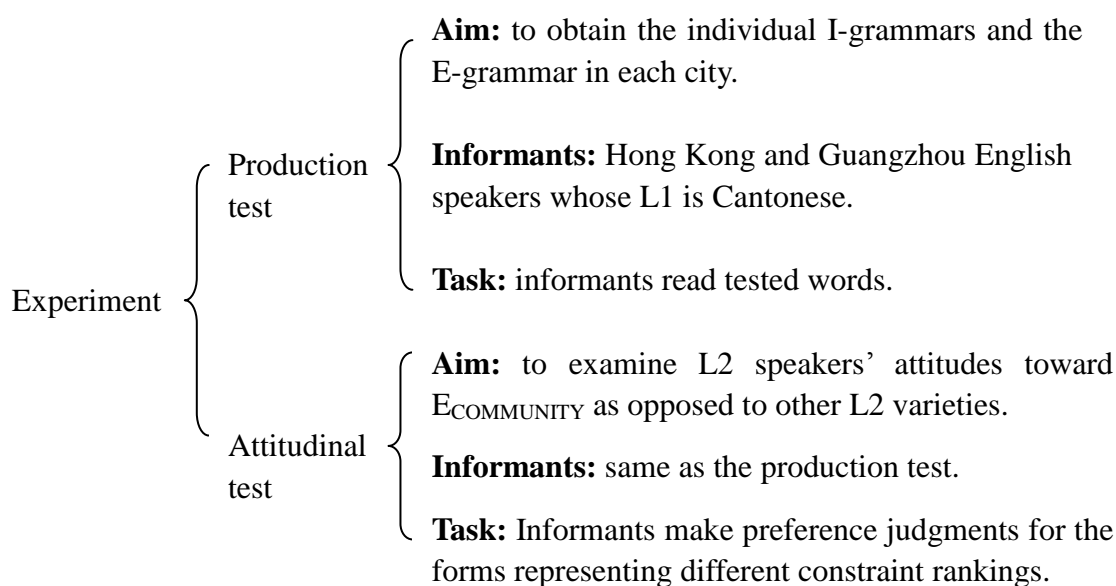 Experiment
Production
test
Aim: to obtain the individual I-grammars and the
E-grammar in each city.
Informants: Hong Kong and Guangzhou English
speakers whose L1 is Cantonese.
Task: informants read tested words.
Attitudinal
test
Aim: to examine L2 speakers’ attitudes toward
ECOMMUNITY as opposed to other L2 varieties.
Informants: same as the production test.
Task: Informants make preference judgments for the
forms representing different constraint rankings.